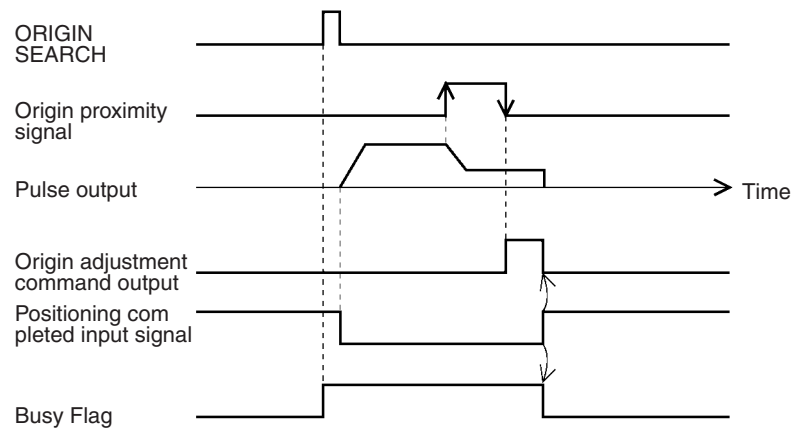 ORIGIN
SEARCH
Origin proximity
signal
Pulse output
Time
Origin adjustment
command output
Positioning com
pleted input signal
Busy Flag